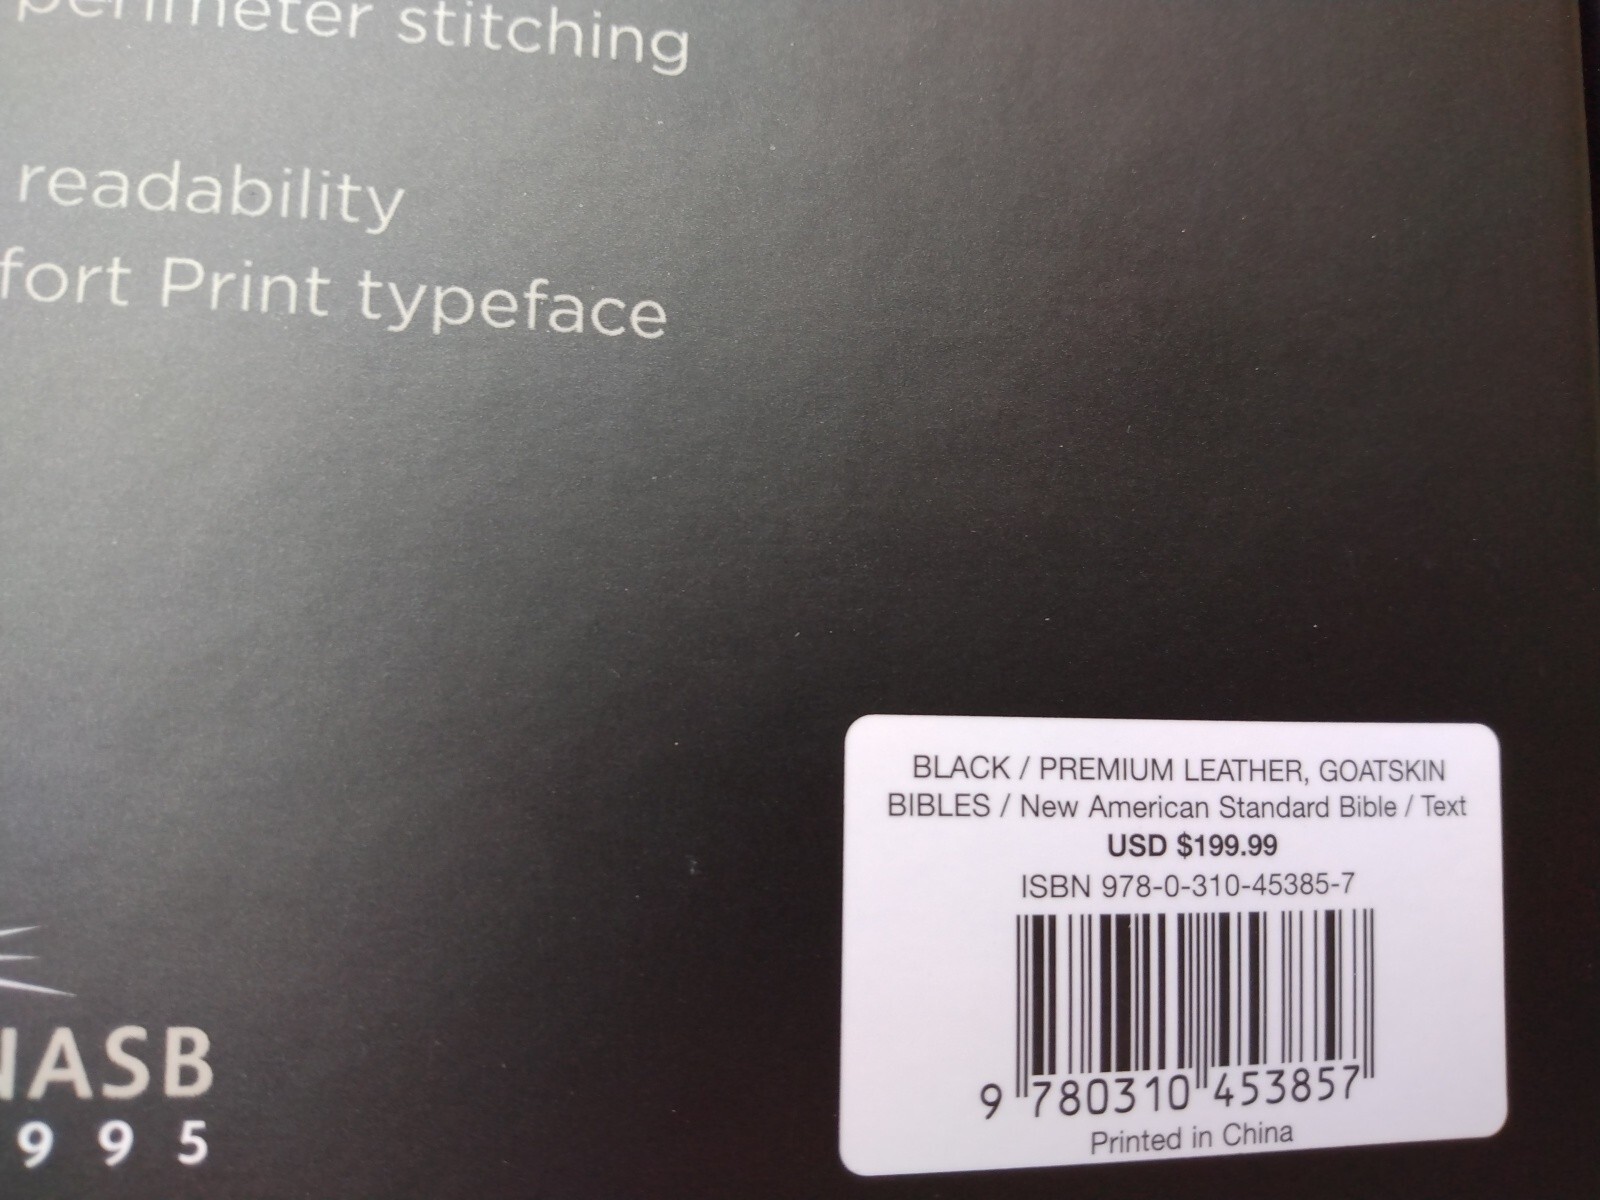 perimeter stitching
readability
fort Print typeface
NASB
995
BLACK / PREMIUM LEATHER, GOATSKIN
BIBLES / New American Standard Bible / Text
USD $199.99
ISBN 978-0-310-45385-7
9 780310 453857
Printed in China